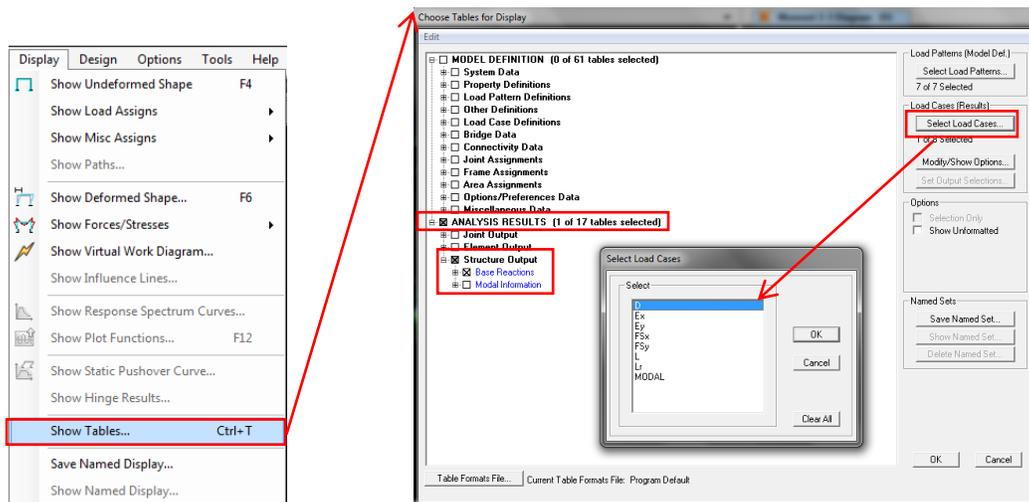 Display Design Options Tools Help
Show Undeformed Shape F4
Show Load Assigns
Show Misc Assigns
Show Paths...
Show Deformed Shape... F6
Show Forces/Stresses
Show Virtual Work Diagram...
Show Influence Lines...
Show Response Spectrum Curves...
Show Plot Functions... F12
Show Static Pushover Curve...
Show Hinge Results...
Show Tables... Ctrl+T
Save Named Display...
Show Named Display...
Choose Tables for Display
Edit
MODEL DEFINITION (0 of 61 tables selected)
System Data
Property Definitions
Load Pattern Definitions
Other Definitions
Load Case Definitions
Bridge Data
Connectivity Data
Joint Assignments
Frame Assignments
Area Assignments
Options/Preferences Data
Miscellaneous Data
ANALYSIS RESULTS (1 of 17 tables selected)
Joint Output
Element Output
Structure Output
Base Reactions
Modal Information
Table Formats File... Current Table Formats File: Program Default
Select Load Cases
Select
D
Ex
Ey
FSx
FSy
L
Lr
MODAL
OK
Cancel
Clear All
Load Patterns (Model Def.)
Select Load Patterns...
7 of 7 Selected
Load Cases (Results)
Select Load Cases...
1 of 8 Selected
Modify/Show Options...
Set Output Selections...
Options
Selection Only
Show Unformatted
Named Sets
Save Named Set...
Show Named Set...
Delete Named Set...
OK Cancel